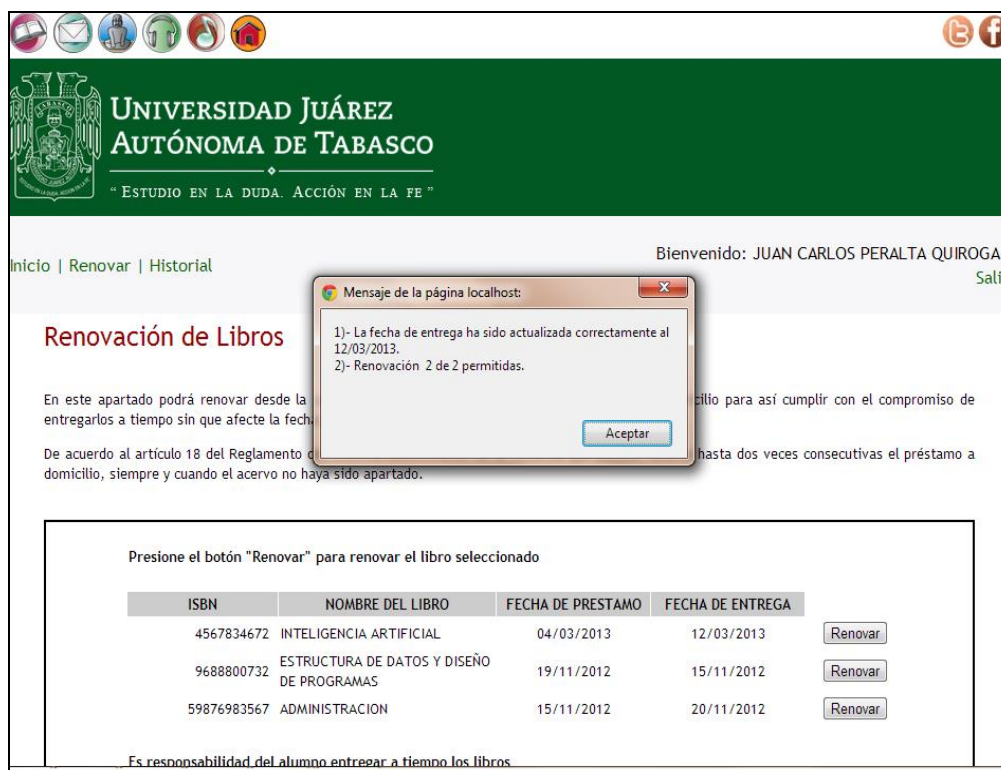 UNIVERSIDAD JUÁREZ
AUTÓNOMA DE TABASCO
“ ESTUDIO EN LA DUDA. ACCIÓN EN LA FE ”
Inicio | Renovar | Historial
Bienvenido: JUAN CARLOS PERALTA QUIROGA
Sali
Mensaje de la página localhost:
1)- La fecha de entrega ha sido actualizada correctamente al
12/03/2013.
2)- Renovación 2 de 2 permitidas.
Aceptar
Renovación de Libros
En este apartado podrá renovar desde la cilio para así cumplir con el compromiso de
entregarlos a tiempo sin que afecte la fech
De acuerdo al artículo 18 del Reglamento hasta dos veces consecutivas el préstamo a
domicilio, siempre y cuando el acervo no haya sido apartado.
Presione el botón "Renovar" para renovar el libro seleccionado
ISBN NOMBRE DEL LIBRO FECHA DE PRESTAMO FECHA DE ENTREGA
4567834672 INTELIGENCIA ARTIFICIAL 04/03/2013 12/03/2013 Renovar
9688800732 ESTRUCTURA DE DATOS Y DISEÑO DE PROGRAMAS 19/11/2012 15/11/2012 Renovar
59876983567 ADMINISTRACION 15/11/2012 20/11/2012 Renovar
Es responsabilidad del alumno entregar a tiempo los libros